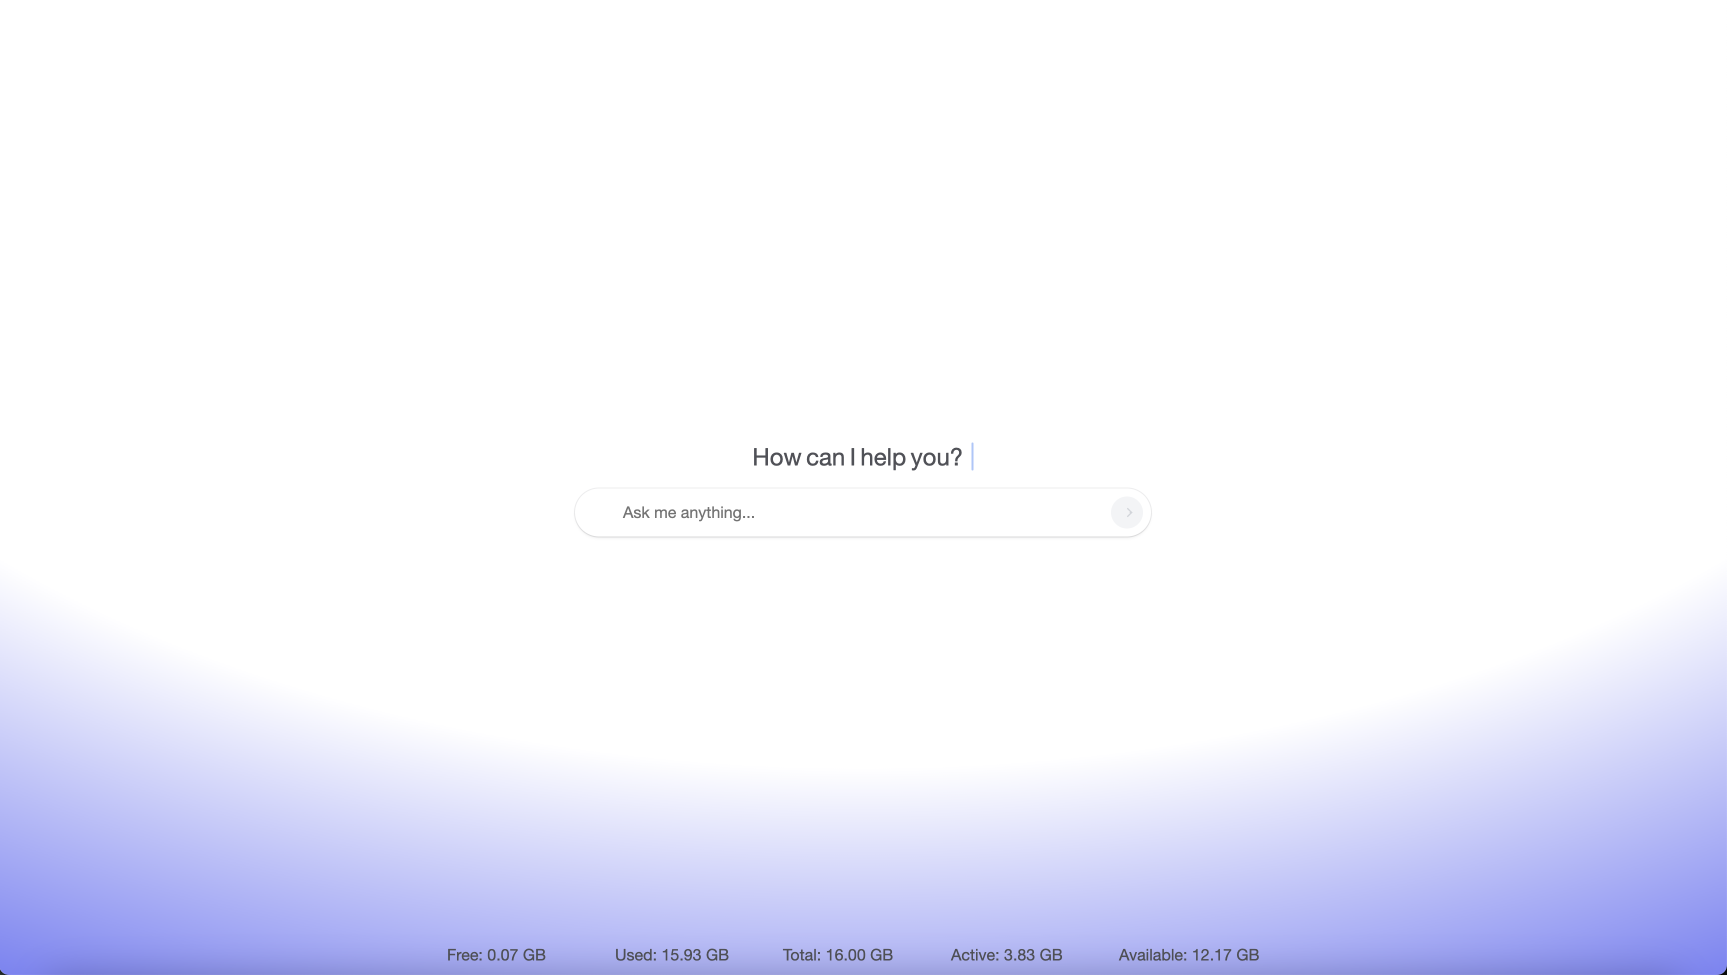 How can I help you?
Ask me anything...
Free: 0.07 GB Used: 15.93 GB Total: 16.00 GB Active: 3.83 GB Available: 12.17 GB